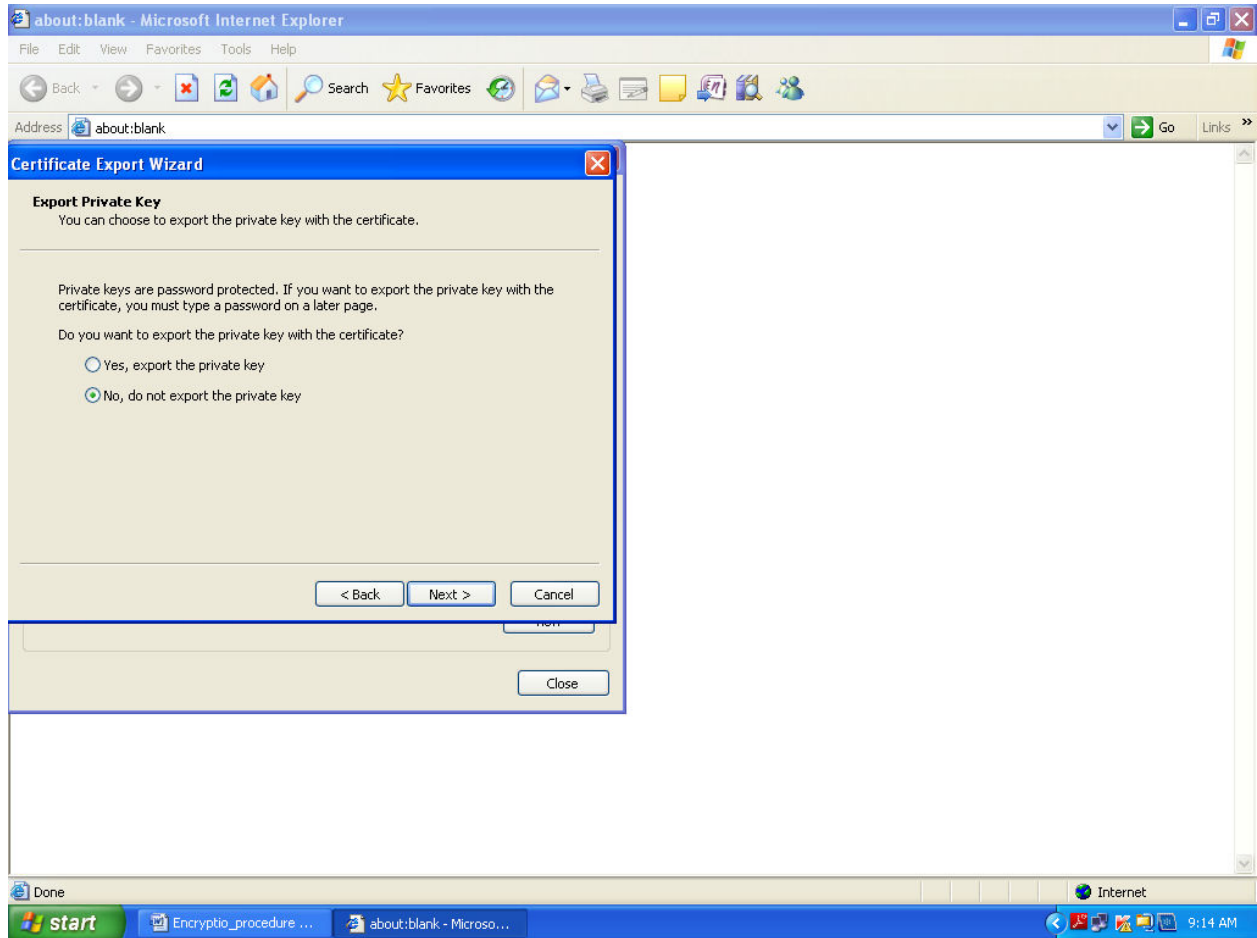 about:blank - Microsoft Internet Explorer
File Edit View Favorites Tools Help
Back Search Favorites
Address about:blank Go Links »
Certificate Export Wizard
Export Private Key
You can choose to export the private key with the certificate.
Private keys are password protected. If you want to export the private key with the
certificate, you must type a password on a later page.
Do you want to export the private key with the certificate?
Yes, export the private key
No, do not export the private key
< Back Next > Cancel
Close
Done Internet
start Encryptio_procedure ... about:blank - Microso... 9:14 AM